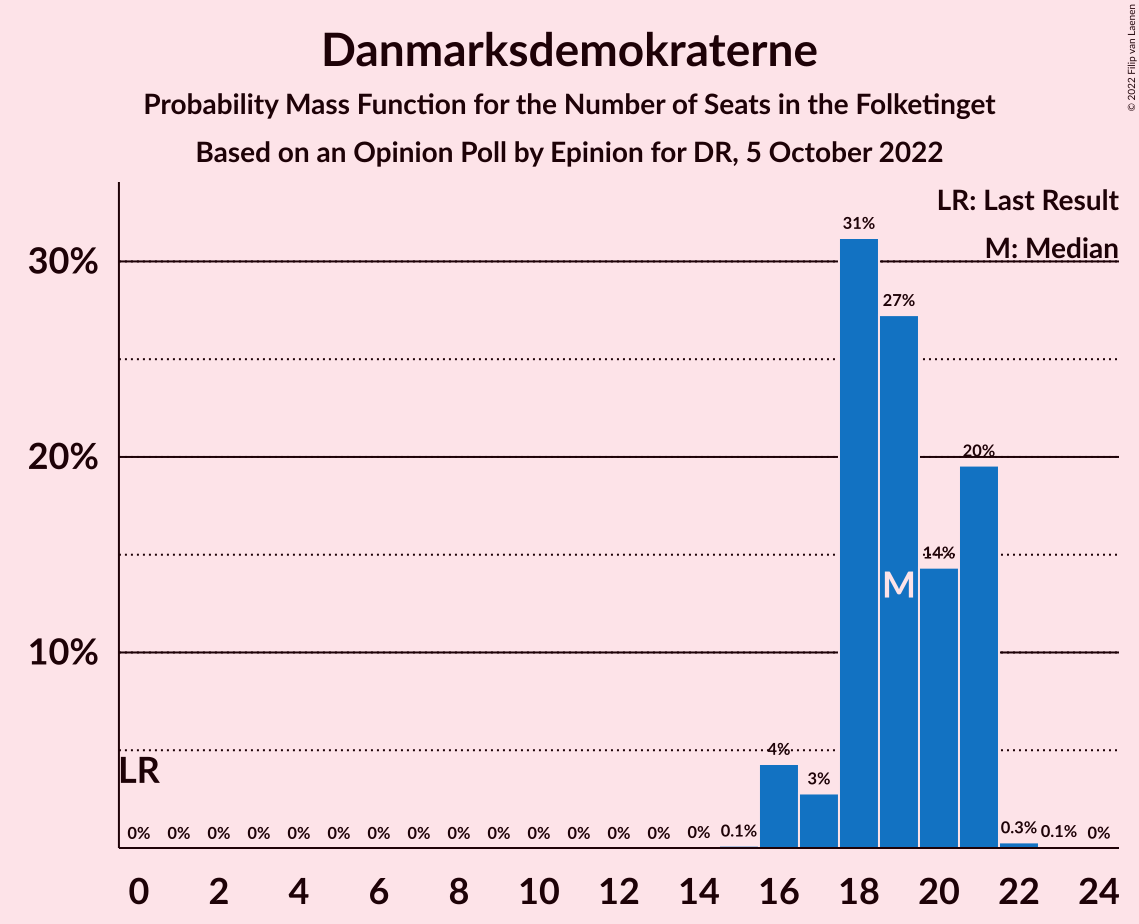 Danmarksdemokraterne
Probability Mass Function for the Number of Seats in the Folketinget
Based on an Opinion Poll by Epinion for DR, 5 October 2022
© 2022 Filip van Laenen
LR: Last Result
M: Median
30%
20%
10%
31%
27%
20%
14%
M
4%
3%
LR
0% 0% 0% 0% 0% 0% 0% 0% 0% 0% 0% 0% 0% 0% 0% 0.1% 0.3% 0.1% 0%
0 2 4 6 8 10 12 14 16 18 20 22 24